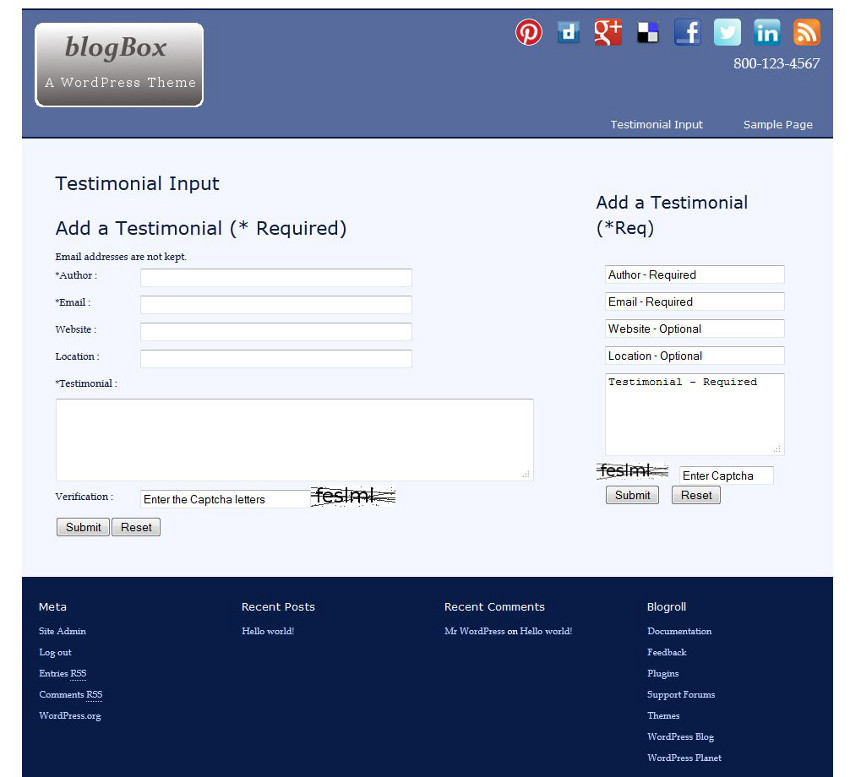 blogBox
A WordPress Theme
800-123-4567
Testimonial Input
Sample Page
Testimonial Input
Add a Testimonial (* Required)
Email addresses are not kept.
*Author :
*Email :
Website :
Location :
*Testimonial :
Verification :
Enter the Captcha letters
feslml
Submit
Reset
Add a Testimonial
(*Req)
Author - Required
Email - Required
Website - Optional
Location - Optional
Testimonial - Required
feslml
Enter Captcha
Submit
Reset
Meta
Site Admin
Log out
Entries RSS
Comments RSS
WordPress.org
Recent Posts
Hello world!
Recent Comments
Mr WordPress on Hello world!
Blogroll
Documentation
Feedback
Plugins
Support Forums
Themes
WordPress Blog
WordPress Planet